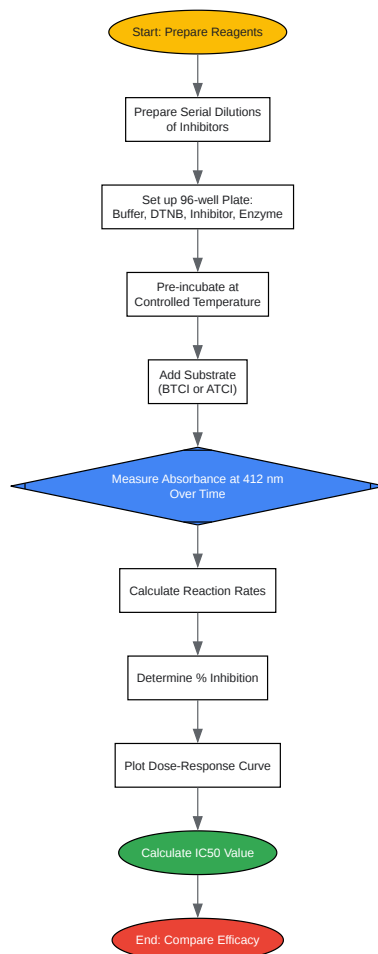 Start: Prepare Reagents
Prepare Serial Dilutions
of Inhibitors
Set up 96-well Plate:
Buffer, DTNB, Inhibitor, Enzyme
Pre-incubate at
Controlled Temperature
Add Substrate
(BTCI or ATCI)
Measure Absorbance at 412 nm
Over Time
Calculate Reaction Rates
Determine % Inhibition
Plot Dose-Response Curve
Calculate IC50 Value
End: Compare Efficacy